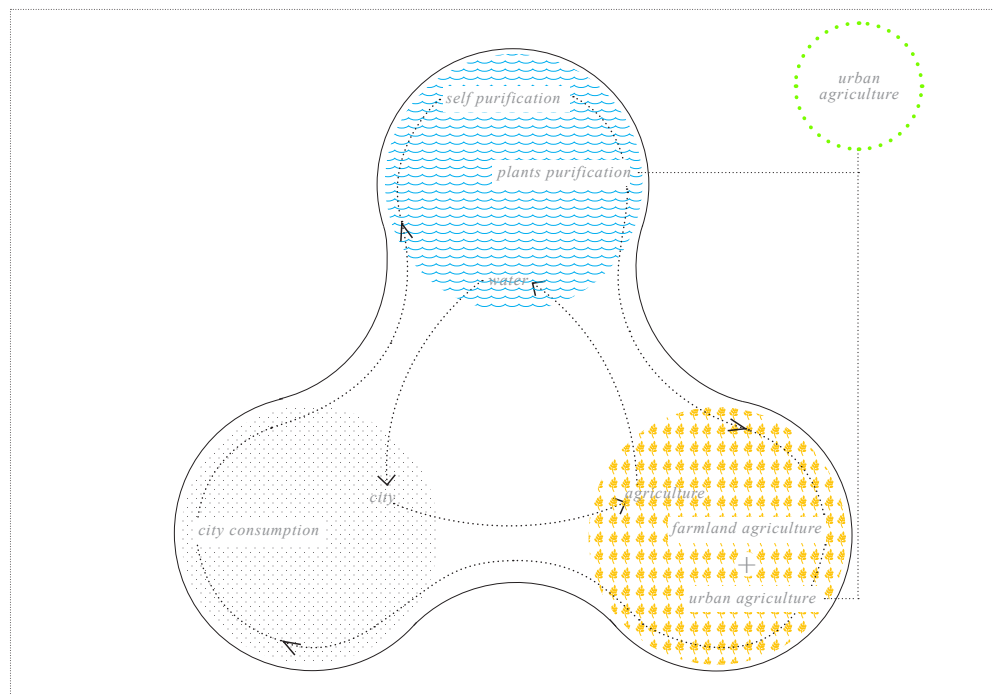 urban
agriculture
self purification
plants purification
water
city
agriculture
city consumption
farmland agriculture
+
urban agriculture